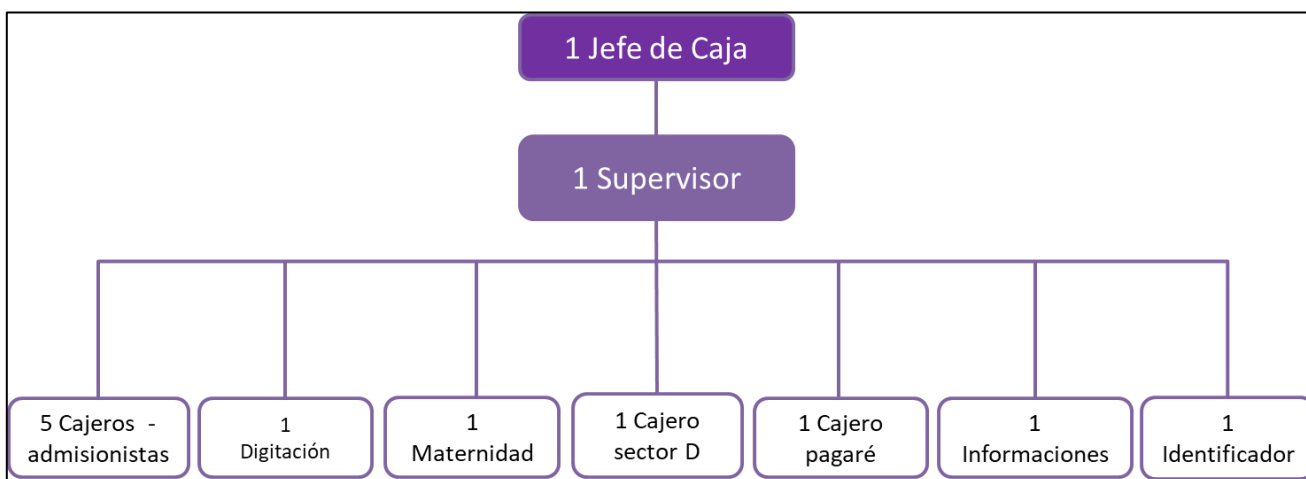 1 Jefe de Caja
1 Supervisor
5 Cajeros -
admisionistas
1
Digitación
1
Maternidad
1 Cajero
sector D
1 Cajero
pagaré
1
Informaciones
1
Identificador